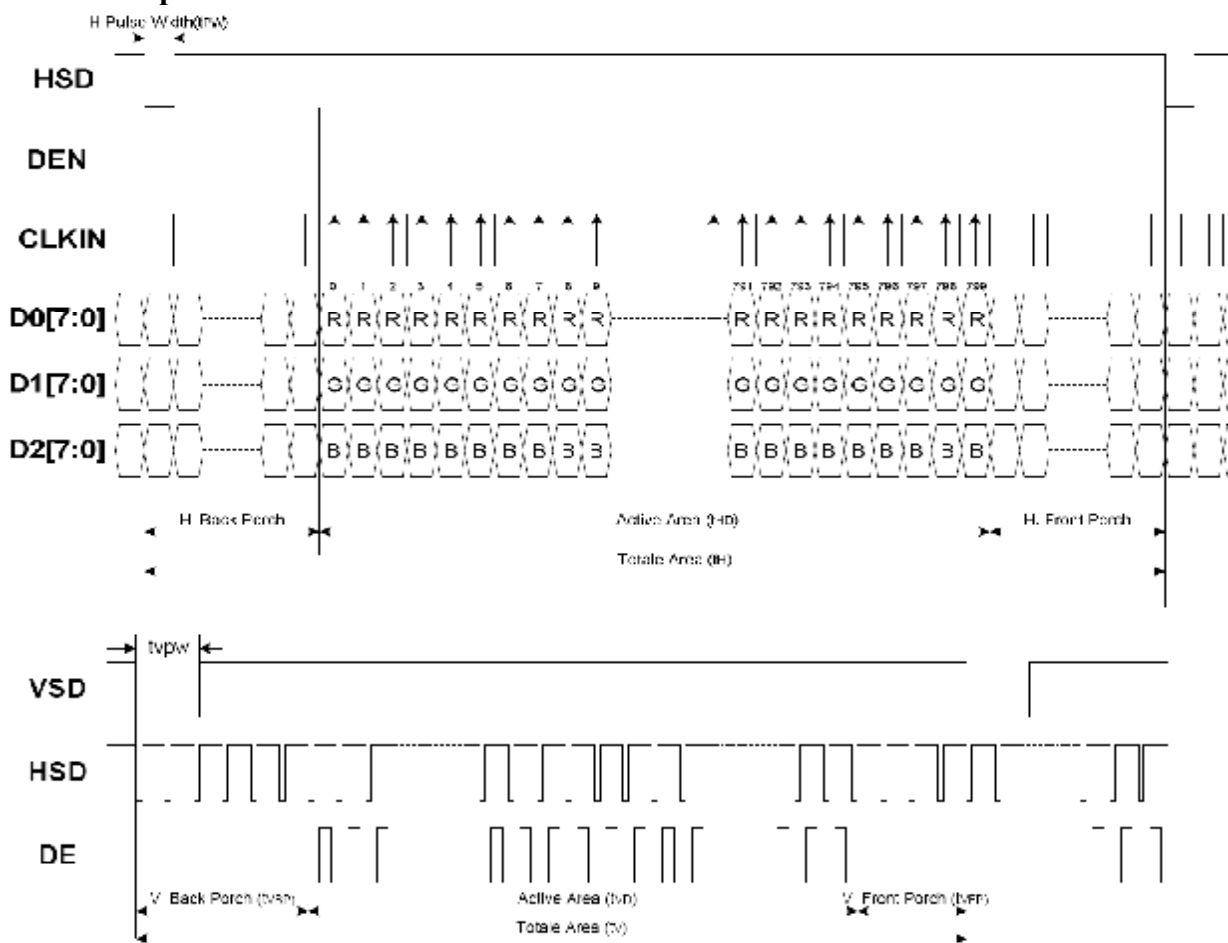 H Pulse Width(tPW)
HSD
DEN
CLKIN
0 1 2 3 4 5 6 7 8 9 791 792 793 794 795 796 797 798 799
D0[7:0] R R R R R R R R R R R R R R R R R R R
D1[7:0] G G G G G G G G G G G G G G G G G G G
D2[7:0] B B B B B B B B B B B B B B B B B B B
H. Back Porch Active Area (tHD) H. Front Porch
Totale Area (tH)
tvpw
VSD
HSD
DE
V. Back Porch (tVBP) Active Area (tVD) V. Front Porch (tVFP)
Totale Area (tV)